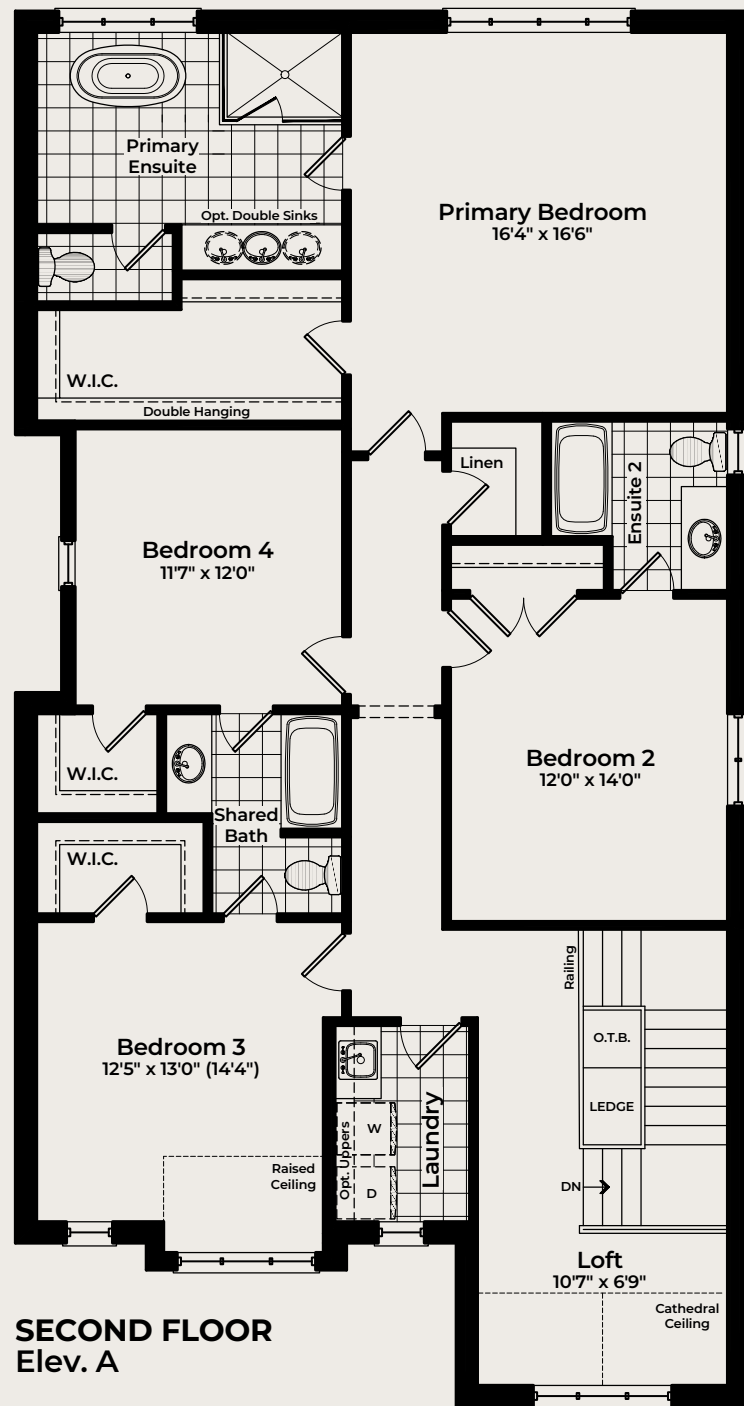 Primary
Ensuite
Opt. Double Sinks
Primary Bedroom
16'4" x 16'6"
W.I.C.
Double Hanging
Linen
Ensuite 2
Bedroom 4
11'7" x 12'0"
W.I.C.
Shared
Bath
Bedroom 2
12'0" x 14'0"
W.I.C.
Railing
Bedroom 3
12'5" x 13'0" (14'4")
O.T.B.
LEDGE
W
Opt. Uppers
Laundry
D
Raised
Ceiling
DN
Loft
10'7" x 6'9"
Cathedral
Ceiling
SECOND FLOOR
Elev. A